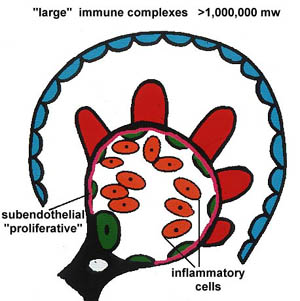 "large" immune complexes >1,000,000 mw
subendothelial
"proliferative"
inflammatory
cells